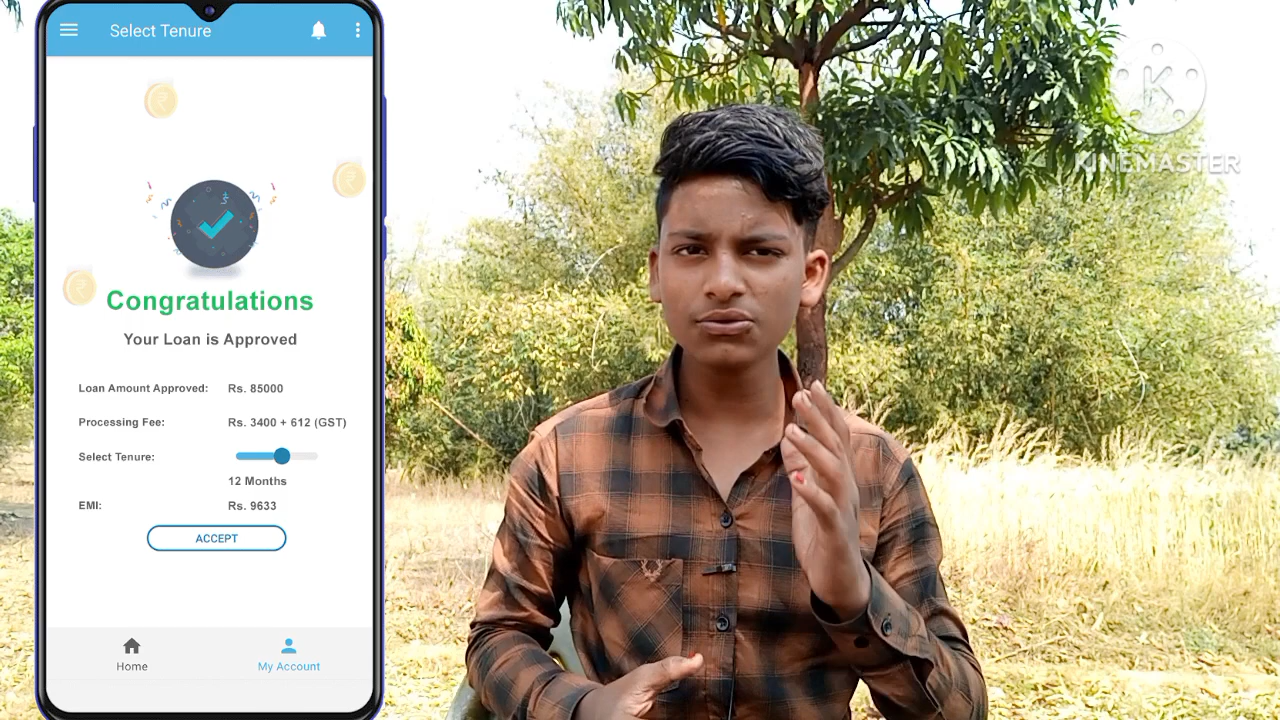 Select Tenure
Congratulations
Your Loan is Approved
Loan Amount Approved: Rs. 85000
Processing Fee: Rs. 3400 + 612 (GST)
Select Tenure:
12 Months
EMI: Rs. 9633
ACCEPT
Home My Account
K
KINEMASTER